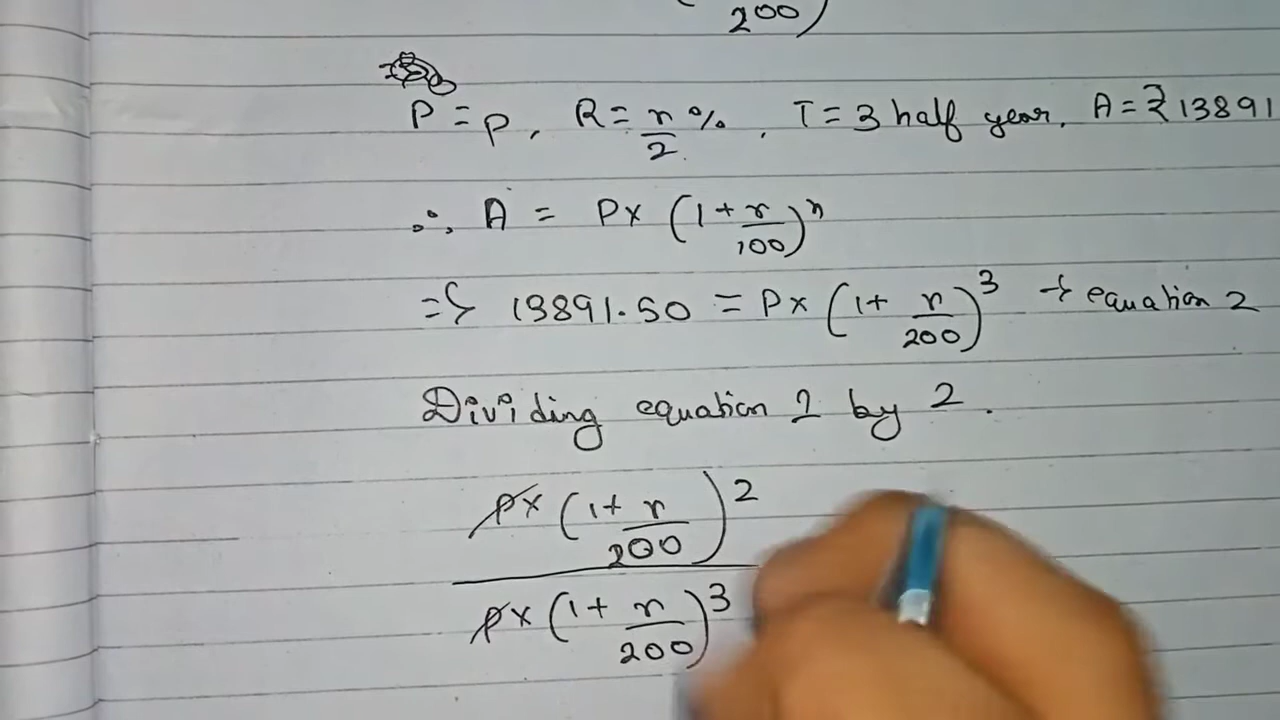 200)
P = P, R = r/2 %, T = 3 half year, A = ₹ 13891
∴ A = P × (1 + r/100)^n
=> 13891.50 = P × (1 + r/200)^3 → equation 2
Dividing equation 1 by 2.
P × (1 + r/200)^2
P × (1 + r/200)^3